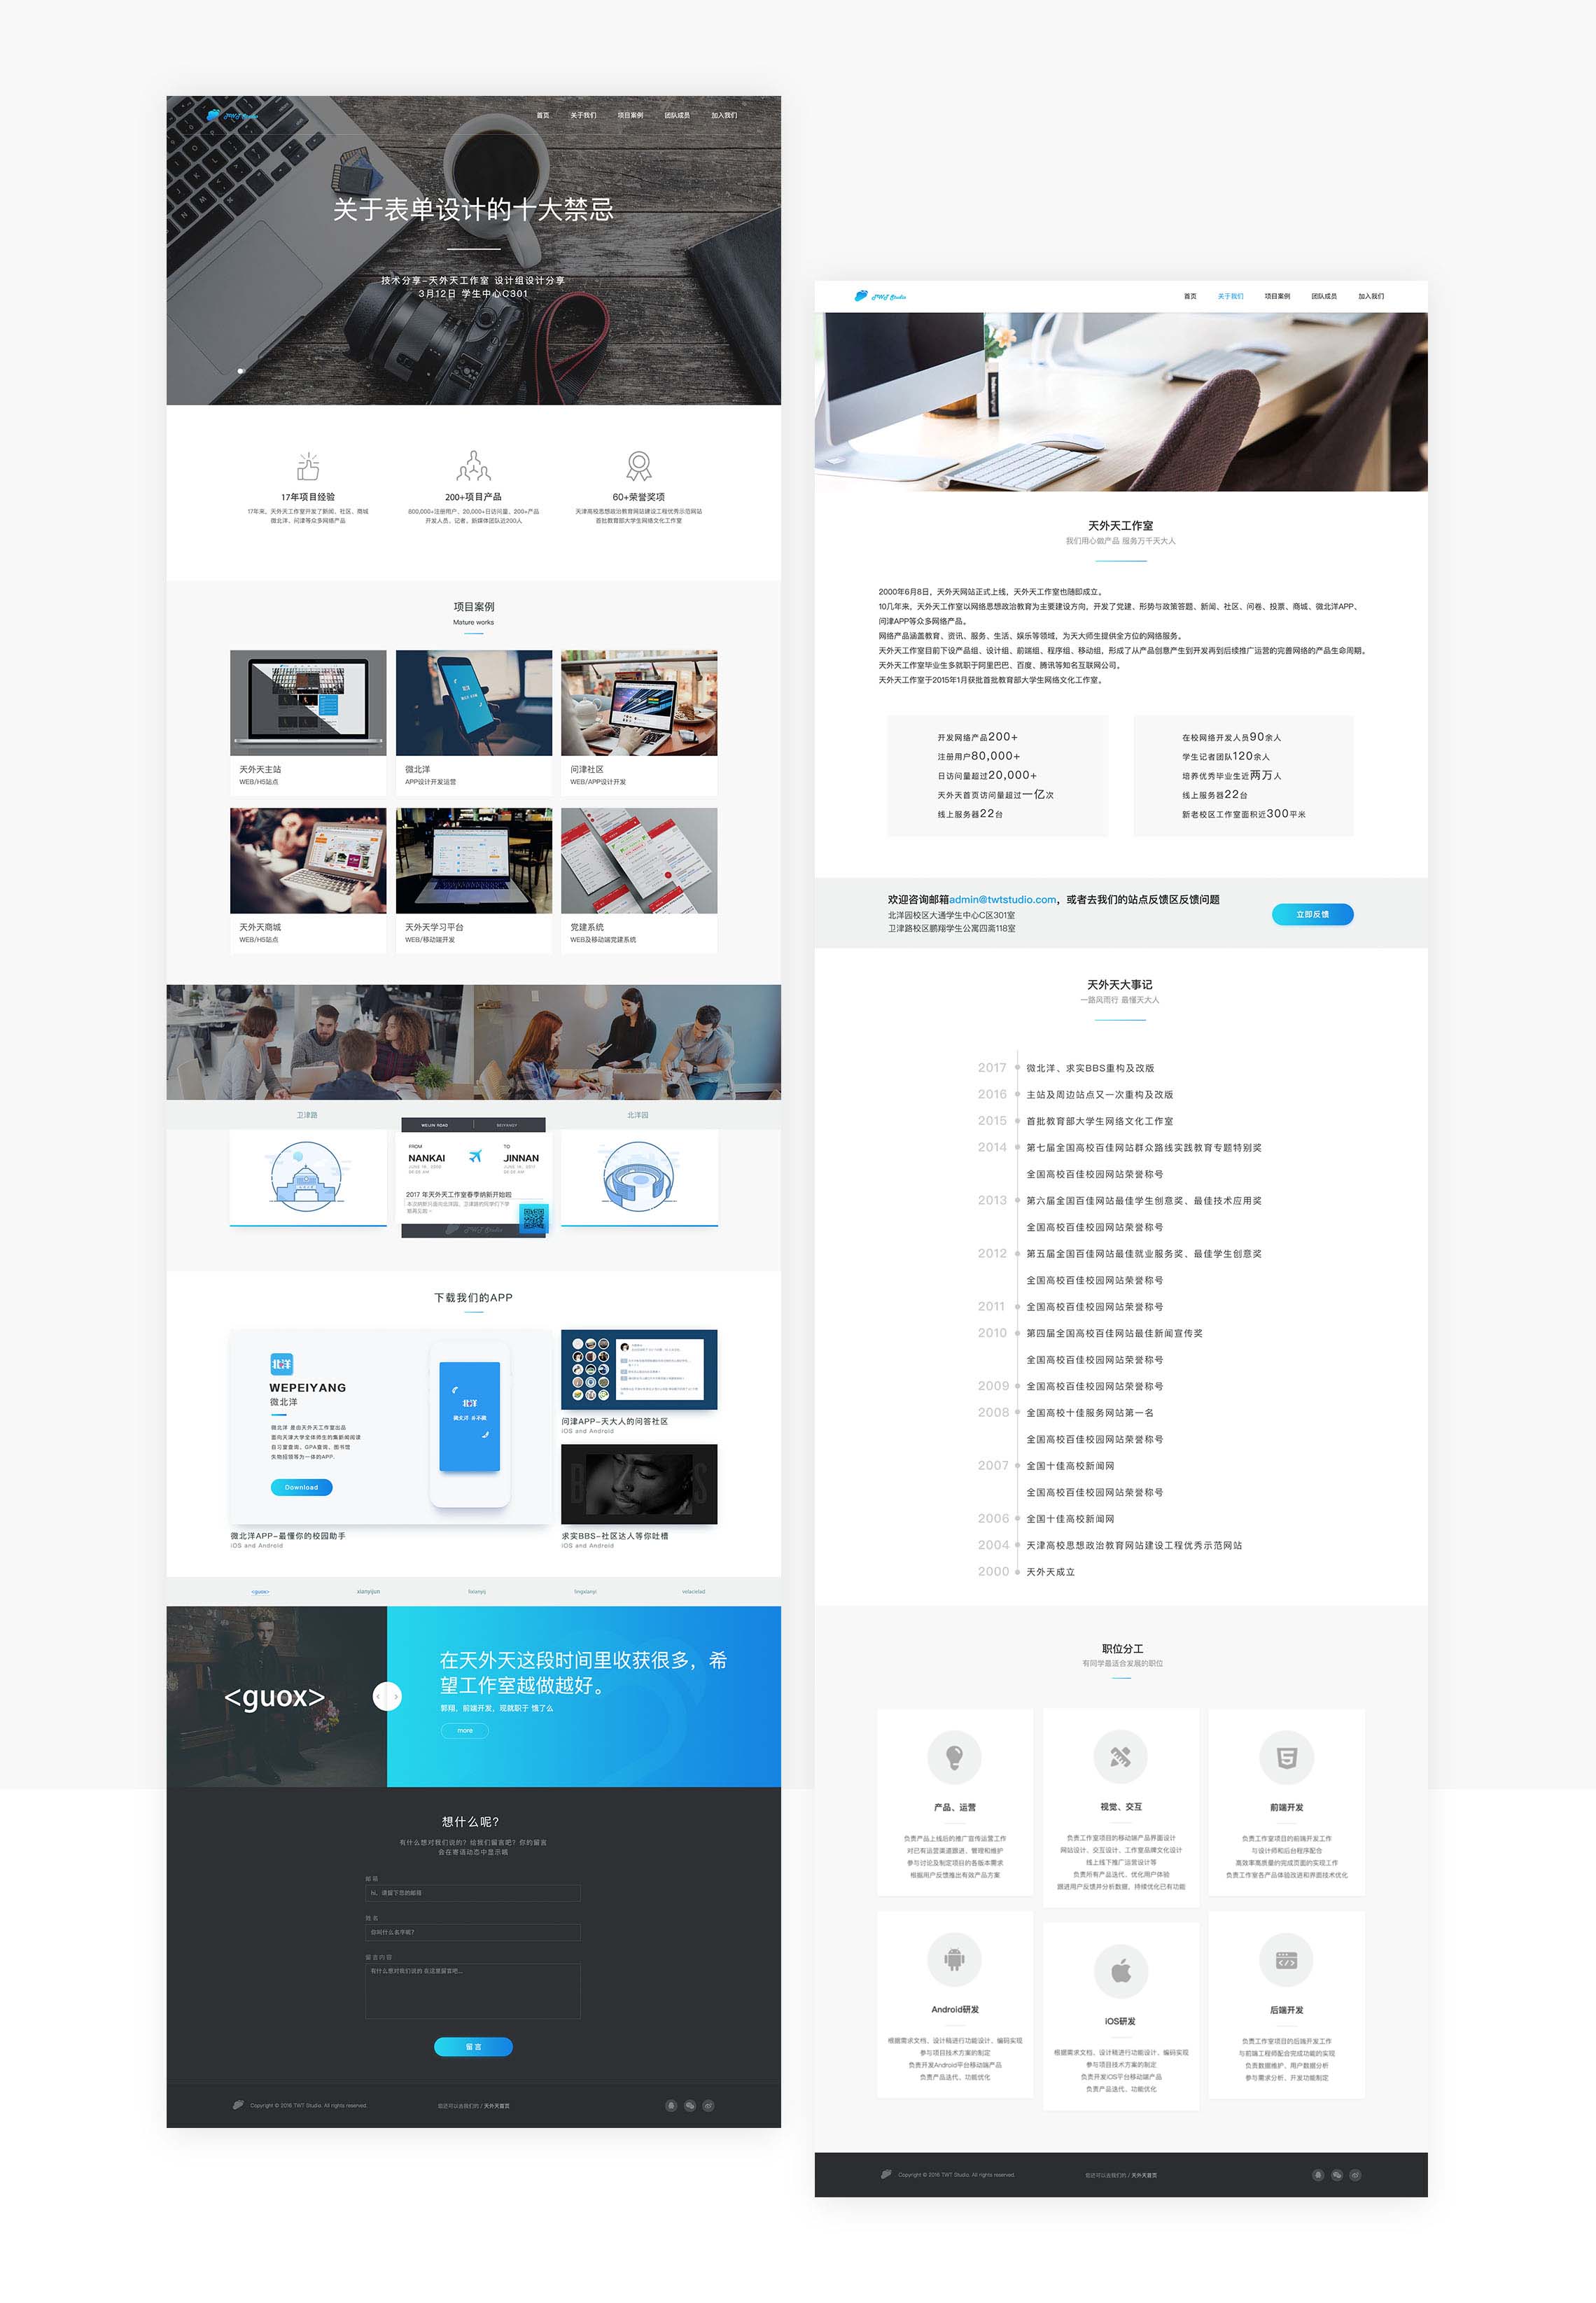 TWT Studio
首页 关于我们 项目案例 团队成员 加入我们
关于表单设计的十大禁忌
技术分享-天外天工作室 设计组设计分享
3月12日 学生中心C301
17年项目经验
17年来，天外天工作室开发了新闻、社区、商城
微北洋、问津等众多网络产品
200+项目产品
800,000+注册用户、20,000+日访问量、200+产品
开发人员、记者、新媒体团队近200人
60+荣誉奖项
天津高校思想政治教育网站建设工程优秀示范网站
首批教育部大学生网络文化工作室
项目案例
Mature works
天外天主站
WEB/H5站点
微北洋
APP设计开发运营
问津社区
WEB/APP设计开发
天外天商城
WEB/H5站点
天外天学习平台
WEB/移动端开发
党建系统
WEB及移动端党建系统
卫津路
北洋园
WEIJIN ROAD
BEIYANGY
FROM
NANKAI
TO
JINNAN
2017 年天外天工作室春季纳新开始啦
TWT Studio
下载我们的APP
北洋
WEPEIYANG
微北洋
微北洋 是由天外天工作室出品
面向天津大学全体师生的集新闻阅读
自习室查询、GPA查询、图书馆
失物招领等为一体的APP.
Download
北洋
微北洋APP-最懂你的校园助手
iOS and Android
问津APP-天大人的问答社区
iOS and Android
求实BBS-社区达人等你吐槽
iOS and Android
<guox>
xianyijun
<guox>
在天外天这段时间里收获很多，希
望工作室越做越好。
郭翔，前端开发，现就职于 饿了么
more
想什么呢?
有什么想对我们说的？给我们留言吧？你的留言
会在寄语动态中显示哦
邮箱
hi，请留下您的邮箱
姓名
你叫什么名字呢?
留言内容
有什么想对我们说的 在这里留言吧...
留言
Copyright © 2016 TWT Studio. All rights reserved.
您还可以去我们的 / 天外天首页
TWT Studio
首页 关于我们 项目案例 团队成员 加入我们
天外天工作室
我们用心做产品 服务万千天大人
2000年6月8日，天外天网站正式上线，天外天工作室也随即成立。
10几年来，天外天工作室以网络思想政治教育为主要建设方向，开发了党建、形势与政策答题、新闻、社区、问卷、投票、商城、微北洋APP、
问津APP等众多网络产品。
网络产品涵盖教育、资讯、服务、生活、娱乐等领域，为天大师生提供全方位的网络服务。
天外天工作室目前下设产品组、设计组、前端组、程序组、移动组，形成了从产品创意产生到开发再到后续推广运营的完善网络的产品生命周期。
天外天工作室毕业生多就职于阿里巴巴、百度、腾讯等知名互联网公司。
天外天工作室于2015年1月获批首批教育部大学生网络文化工作室。
开发网络产品200+
注册用户80,000+
日访问量超过20,000+
天外天首页访问量超过一亿次
线上服务器22台
在校网络开发人员90余人
学生记者团队120余人
培养优秀毕业生近两万人
线上服务器22台
新老校区工作室面积近300平米
欢迎咨询邮箱admin@twtstudio.com，或者去我们的站点反馈区反馈问题
北洋园校区大通学生中心C区301室
卫津路校区鹏翔学生公寓四斋118室
立即反馈
天外天大事记
一路风雨行 最懂天大人
2017 微北洋、求实BBS重构及改版
2016 主站及周边站点又一次重构及改版
2015 首批教育部大学生网络文化工作室
2014 第七届全国高校百佳网站群众路线实践教育专题特别奖
全国高校百佳校园网站荣誉称号
2013 第六届全国百佳网站最佳学生创意奖、最佳技术应用奖
全国高校百佳校园网站荣誉称号
2012 第五届全国百佳网站最佳就业服务奖、最佳学生创意奖
全国高校百佳校园网站荣誉称号
2011 全国高校百佳校园网站荣誉称号
2010 第四届全国高校百佳网站最佳新闻宣传奖
全国高校百佳校园网站荣誉称号
2009 全国高校百佳校园网站荣誉称号
2008 全国高校十佳服务网站第一名
全国高校百佳校园网站荣誉称号
2007 全国十佳高校新闻网
全国高校百佳校园网站荣誉称号
2006 全国十佳高校新闻网
2004 天津高校思想政治教育网站建设工程优秀示范网站
2000 天外天成立
职位分工
有同学最适合发展的职位
产品、运营
负责产品上线后的推广宣传运营工作
对已有运营渠道跟进、管理和维护
参与讨论及制定项目的各版本需求
根据用户反馈推出有效产品方案
视觉、交互
负责工作室项目的移动端产品界面设计
网站设计、交互设计、工作室品牌文化设计
线上线下推广运营设计等
负责所有产品迭代、优化用户体验
跟进用户反馈并分析数据，持续优化已有功能
前端开发
负责工作室项目的前端开发工作
与设计师和后台程序配合
高效率高质量的完成页面的实现工作
负责工作室各产品体验改进和界面技术优化
Android研发
根据需求文档、设计稿进行功能设计、编码实现
参与项目技术方案的制定
负责开发Android平台移动端产品
负责产品迭代、功能优化
iOS研发
根据需求文档、设计稿进行功能设计、编码实现
参与项目技术方案的制定
负责开发iOS平台移动端产品
负责产品迭代、功能优化
后端开发
负责工作室项目的后端开发工作
与前端工程师配合完成功能的实现
负责数据维护、用户数据分析
参与需求分析、开发功能制定
Copyright © 2016 TWT Studio. All rights reserved.
您还可以去我们的 / 天外天首页